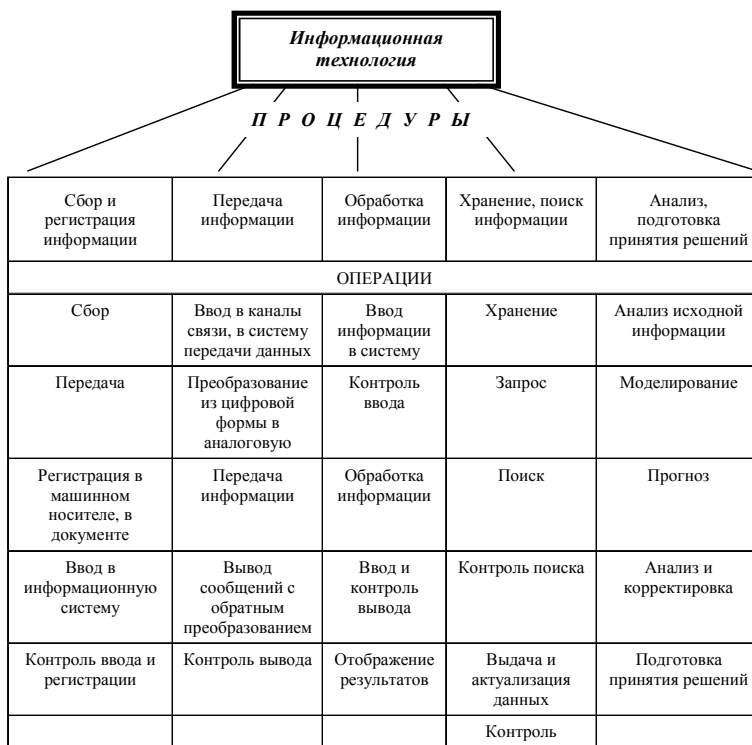 Информационная
технология
П Р О Ц Е Д У Р Ы
Сбор и
регистрация
информации
Передача
информации
Обработка
информации
Хранение, поиск
информации
Анализ,
подготовка
принятия решений
ОПЕРАЦИИ
Сбор
Ввод в каналы
связи, в систему
передачи данных
Ввод
информации
в систему
Хранение
Анализ исходной
информации
Передача
Преобразование
из цифровой
формы в
аналоговую
Контроль
ввода
Запрос
Моделирование
Регистрация в
машинном
носителе, в
документе
Передача
информации
Обработка
информации
Поиск
Прогноз
Ввод в
информационную
систему
Вывод
сообщений с
обратным
преобразованием
Ввод и
контроль
вывода
Контроль поиска
Анализ и
корректировка
Контроль ввода и
регистрации
Контроль вывода
Отображение
результатов
Выдача и
актуализация
данных
Подготовка
принятия решений
Контроль